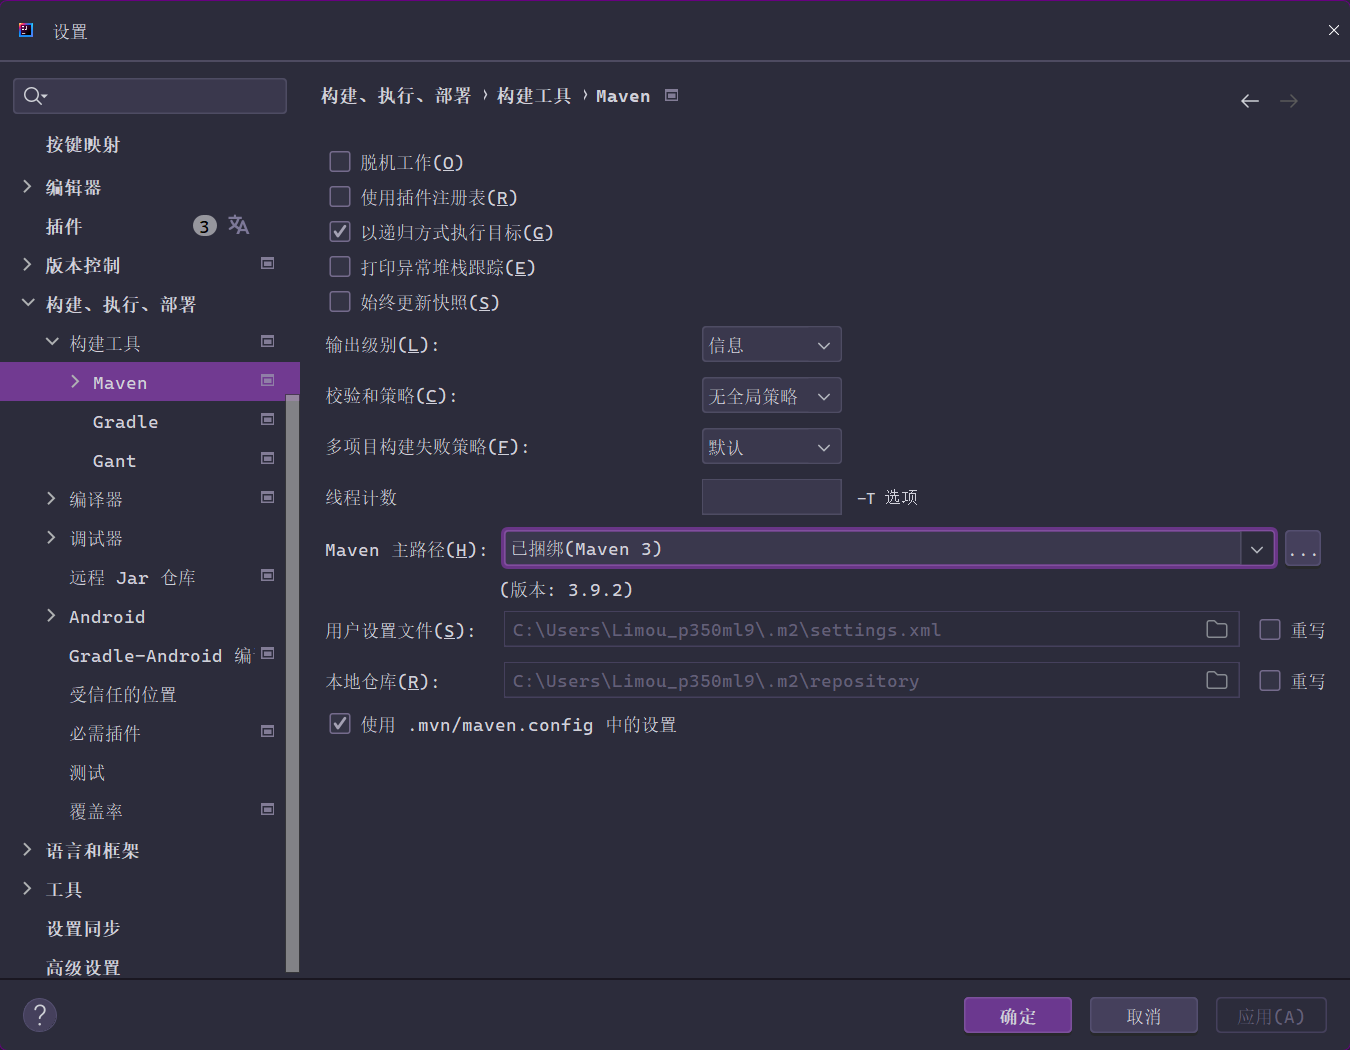 设置
构建、执行、部署 › 构建工具 › Maven
按键映射
编辑器
插件 3
版本控制
构建、执行、部署
构建工具
Maven
Gradle
Gant
编译器
调试器
远程 Jar 仓库
Android
Gradle-Android 编
受信任的位置
必需插件
测试
覆盖率
语言和框架
工具
设置同步
高级设置
脱机工作(O)
使用插件注册表(R)
以递归方式执行目标(G)
打印异常堆栈跟踪(E)
始终更新快照(S)
输出级别(L): 信息
校验和策略(C): 无全局策略
多项目构建失败策略(F): 默认
线程计数 -T 选项
Maven 主路径(H): 已捆绑(Maven 3) ...
(版本: 3.9.2)
用户设置文件(S): C:\Users\Limou_p350ml9\.m2\settings.xml 重写
本地仓库(R): C:\Users\Limou_p350ml9\.m2\repository 重写
使用 .mvn/maven.config 中的设置
? 确定 取消 应用(A)